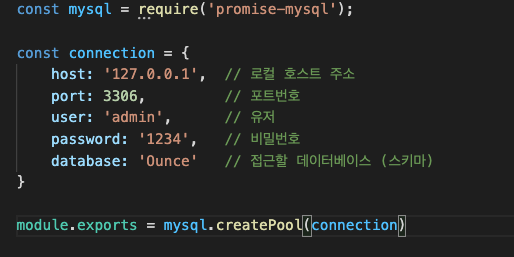 const mysql = require('promise-mysql');
const connection = {
host: '127.0.0.1', // 로컬 호스트 주소
port: 3306, // 포트번호
user: 'admin', // 유저
password: '1234', // 비밀번호
database: 'Ounce' // 접근할 데이터베이스 (스키마)
}
module.exports = mysql.createPool(connection)